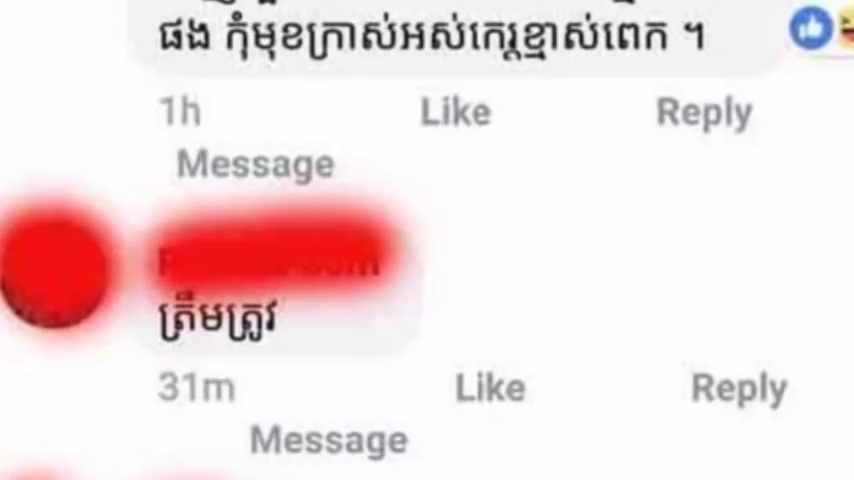 ផង កុំមុខក្រាស់អស់កេរ្តខ្មាស់ពេក ។
1h Like Reply
Message
ត្រឹមត្រូវ
31m Like Reply
Message